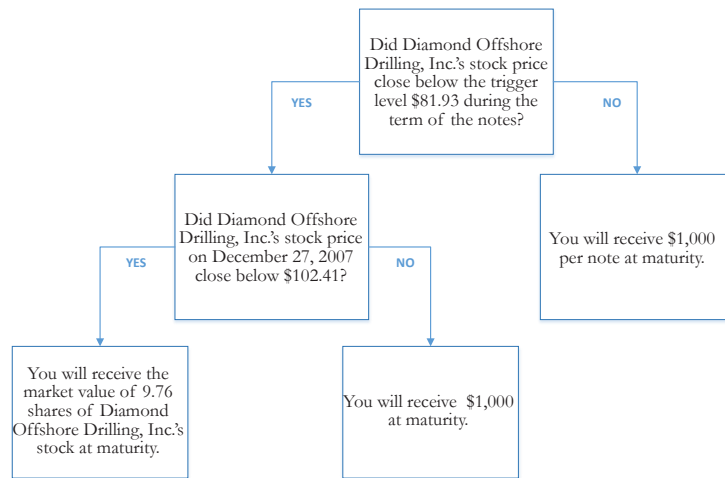 Did Diamond Offshore
Drilling, Inc.'s stock price
close below the trigger
level $81.93 during the
term of the notes?
YES
NO
Did Diamond Offshore
Drilling, Inc.'s stock price
on December 27, 2007
close below $102.41?
You will receive $1,000
per note at maturity.
YES
NO
You will receive the
market value of 9.76
shares of Diamond
Offshore Drilling, Inc.'s
stock at maturity.
You will receive $1,000
at maturity.